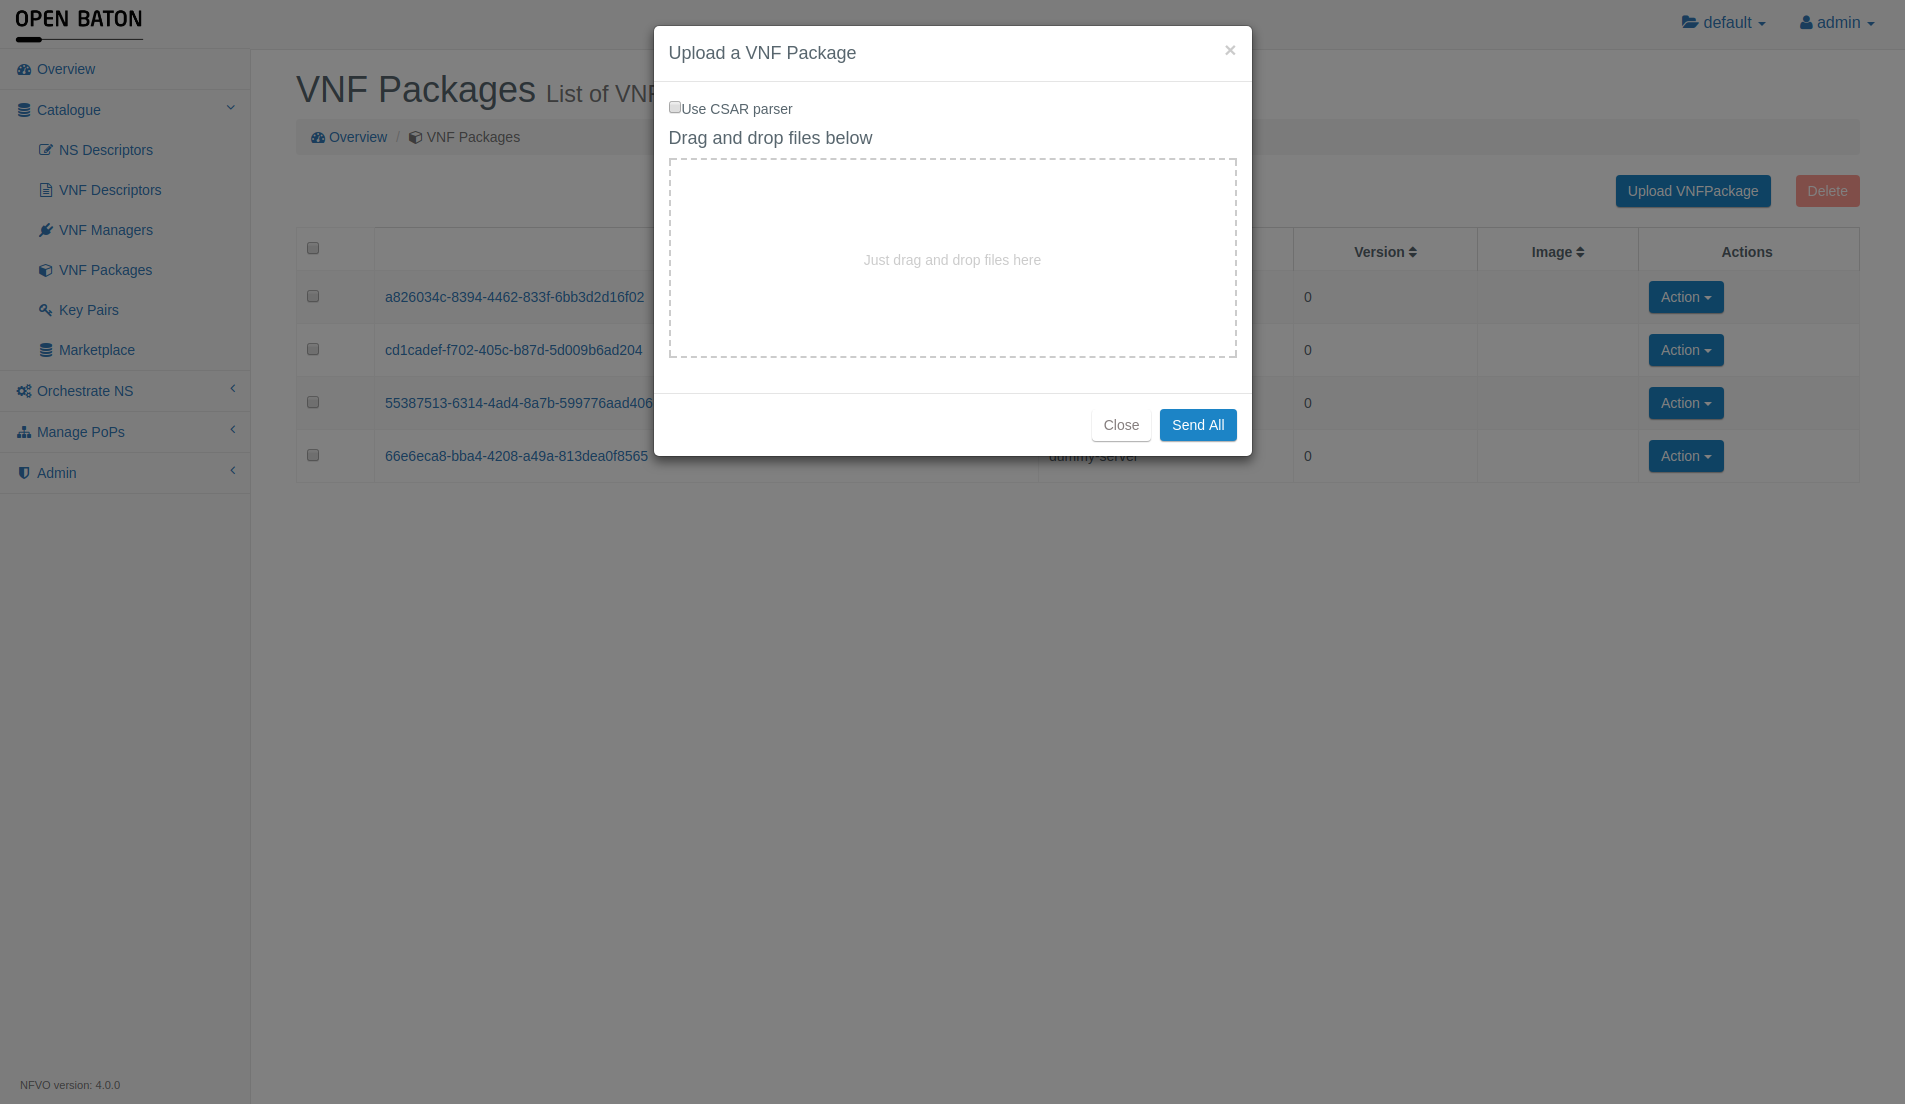 OPEN BATON
default
admin
Overview
Catalogue
NS Descriptors
VNF Descriptors
VNF Managers
VNF Packages
Key Pairs
Marketplace
Orchestrate NS
Manage PoPs
Admin
NFVO version: 4.0.0
VNF Packages List of VNF
Overview / VNF Packages
Upload VNFPackage Delete
Version Image Actions
a826034c-8394-4462-833f-6bb3d2d16f02 0 Action
cd1cadef-f702-405c-b87d-5d009b6ad204 0 Action
55387513-6314-4ad4-8a7b-599776aad406 0 Action
66e6eca8-bba4-4208-a49a-813dea0f8565 dummy-server 0 Action
Upload a VNF Package ×
Use CSAR parser
Drag and drop files below
Just drag and drop files here
Close Send All